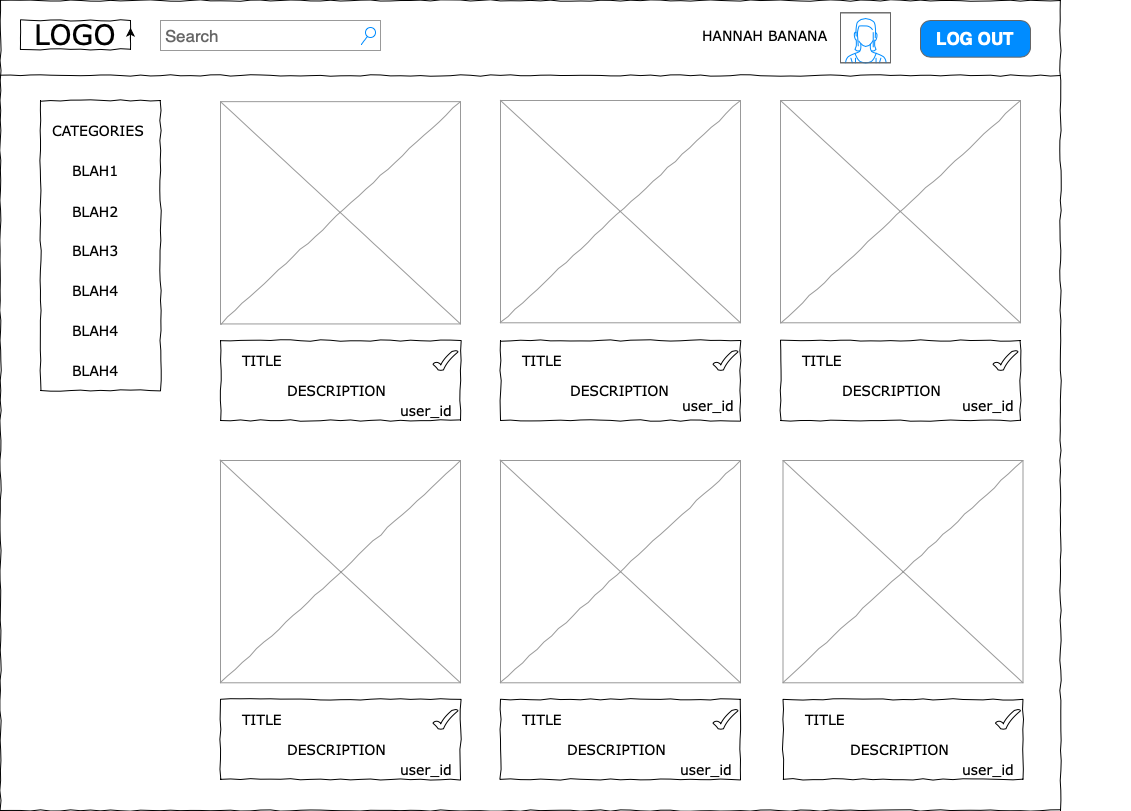 LOGO
Search
HANNAH BANANA
LOG OUT
CATEGORIES
BLAH1
BLAH2
BLAH3
BLAH4
BLAH4
BLAH4
TITLE
DESCRIPTION
user_id
TITLE
DESCRIPTION
user_id
TITLE
DESCRIPTION
user_id
TITLE
DESCRIPTION
user_id
TITLE
DESCRIPTION
user_id
TITLE
DESCRIPTION
user_id